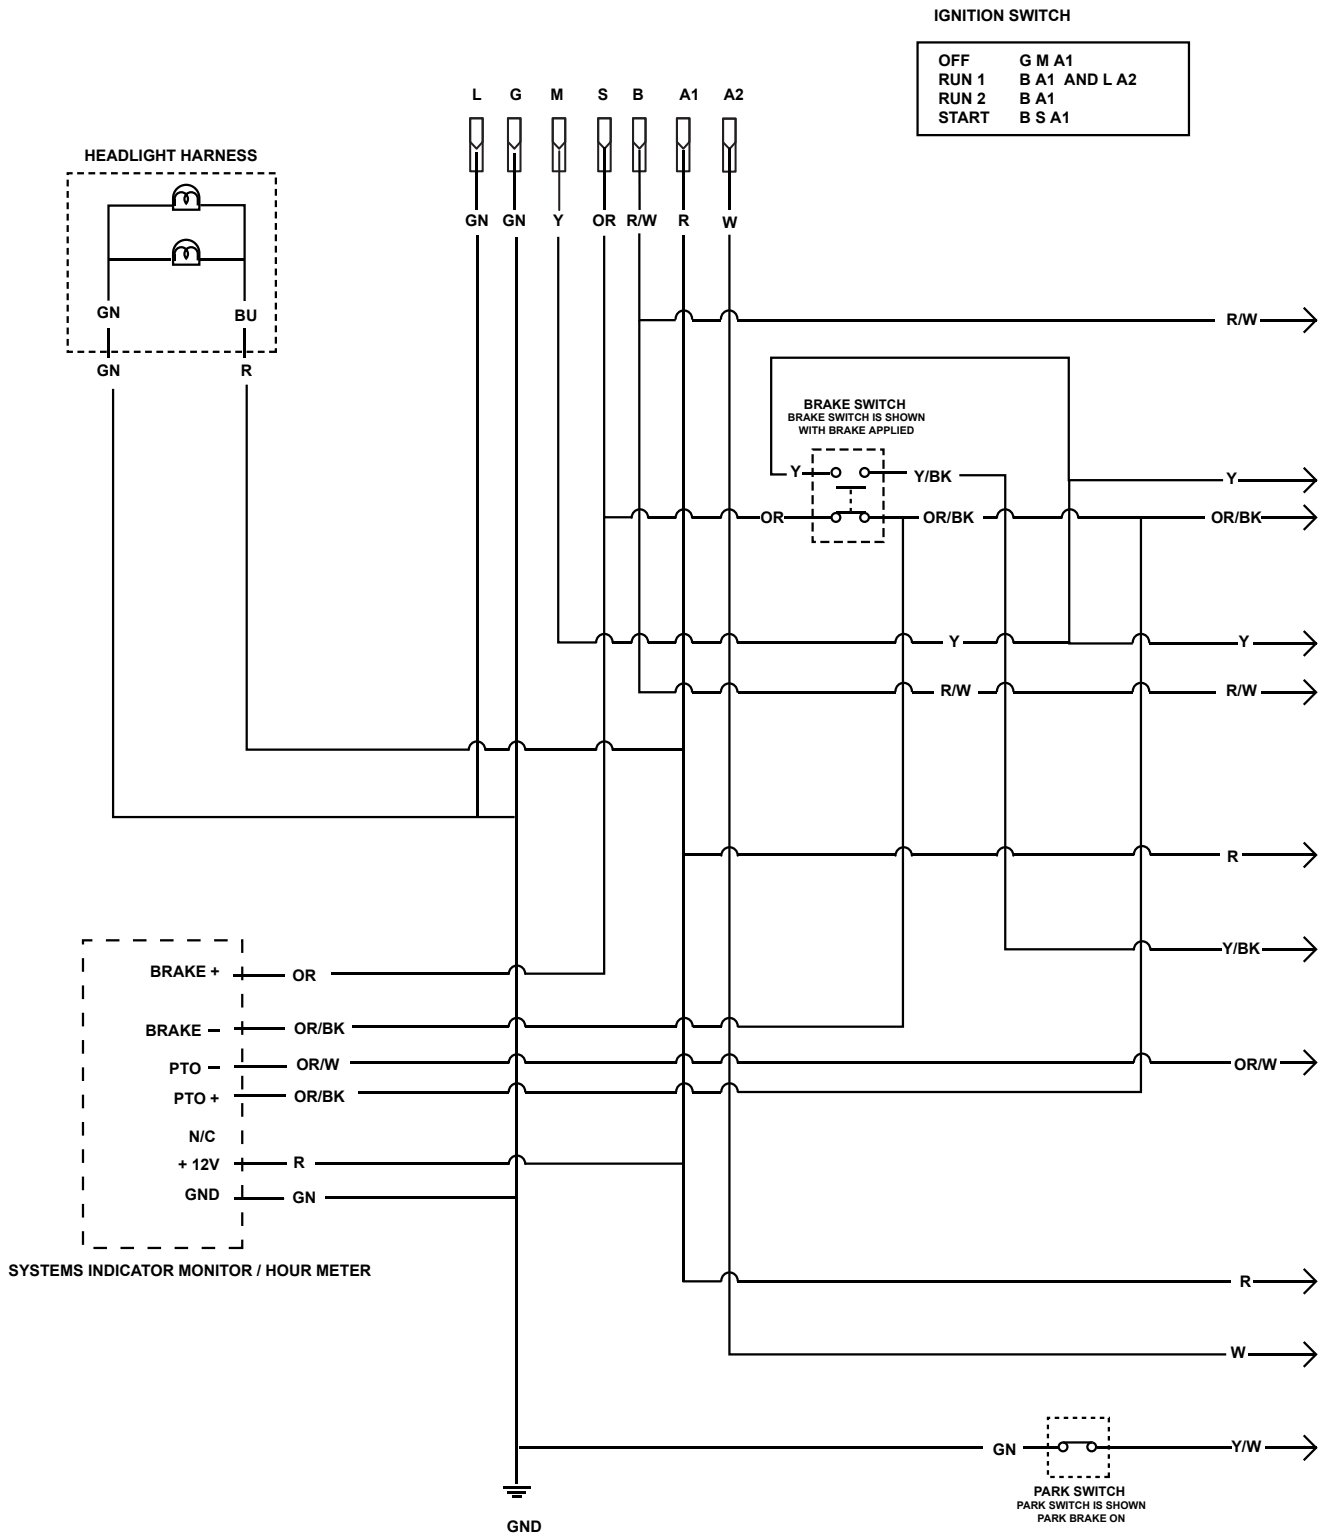 IGNITION SWITCH
OFF G M A1
RUN 1 B A1 AND L A2
RUN 2 B A1
START B S A1
L G M S B A1 A2
HEADLIGHT HARNESS
GN GN Y OR R/W R W
GN BU
R/W
GN R
BRAKE SWITCH
BRAKE SWITCH IS SHOWN
WITH BRAKE APPLIED
Y Y/BK Y
OR OR/BK OR/BK
Y Y
R/W R/W
R
Y/BK
BRAKE + OR
BRAKE – OR/BK
PTO – OR/W OR/W
PTO + OR/BK
N/C
+ 12V R
GND GN
SYSTEMS INDICATOR MONITOR / HOUR METER
R
W
GN Y/W
PARK SWITCH
PARK SWITCH IS SHOWN
PARK BRAKE ON
GND